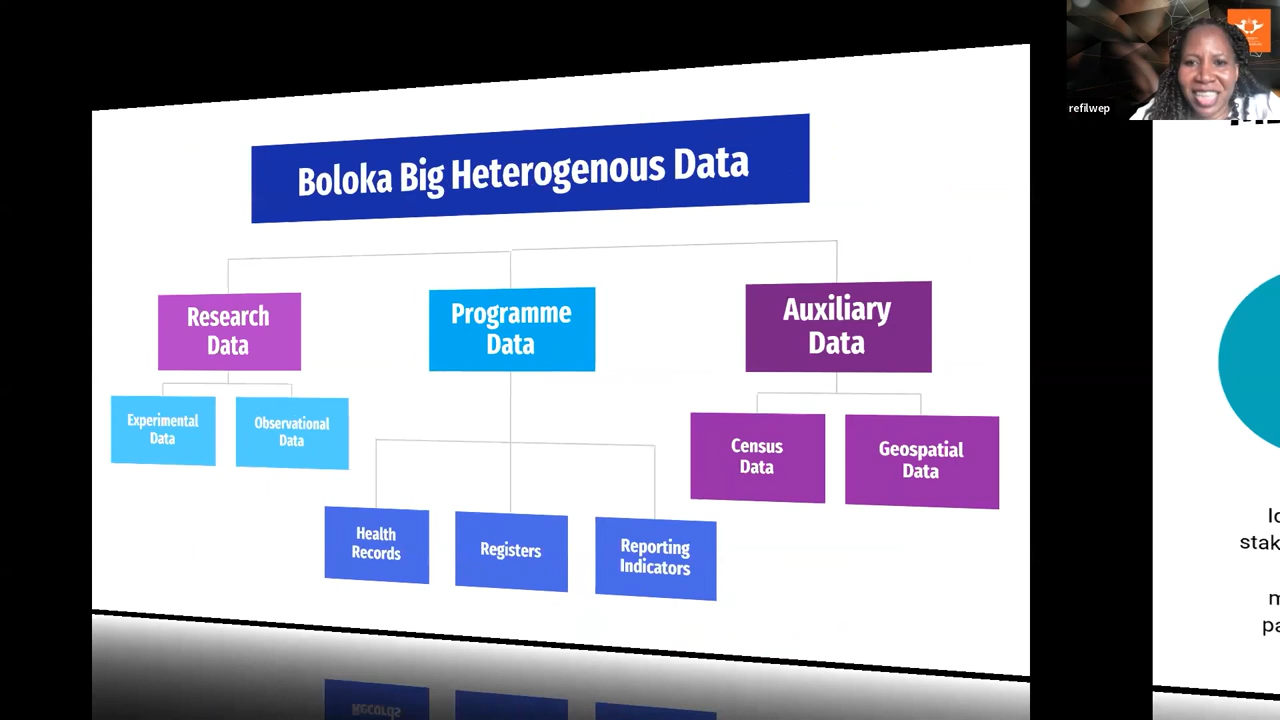 refilwep
Boloka Big Heterogenous Data
Research
Data
Programme
Data
Auxiliary
Data
Experimental
Data
Observational
Data
Census
Data
Geospatial
Data
Health
Records
Registers
Reporting
Indicators
Records